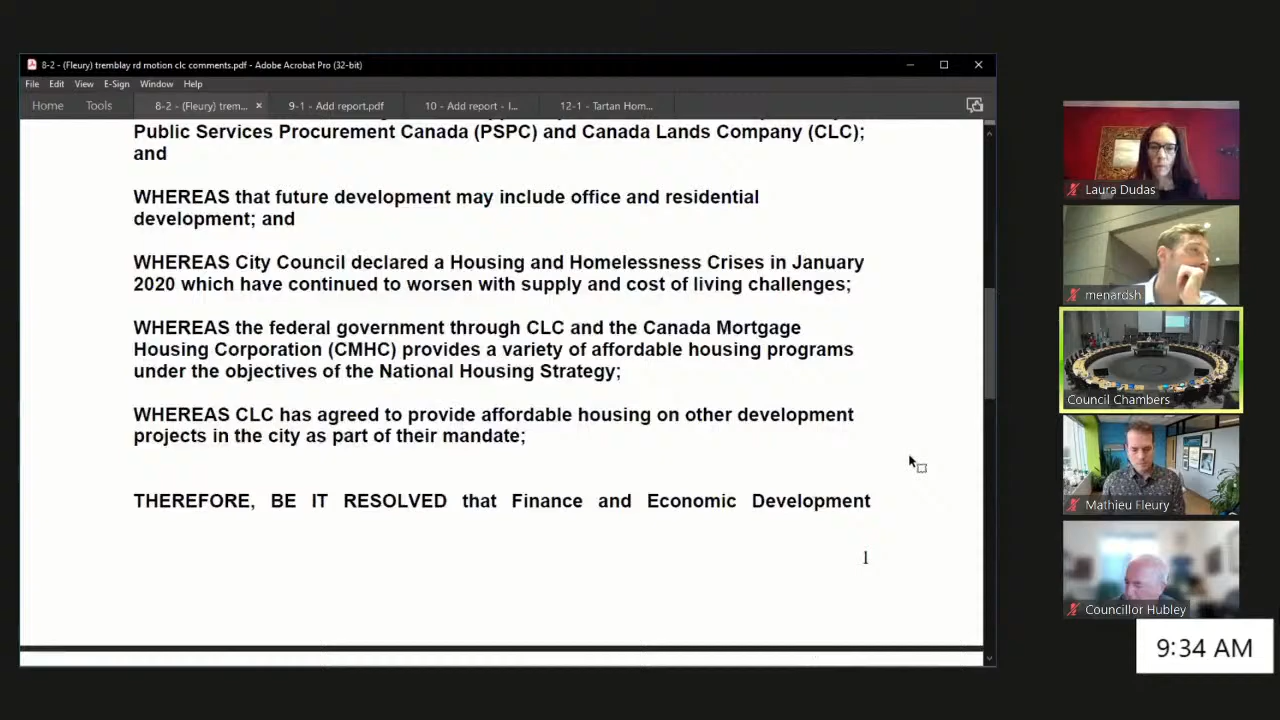 8-2 - (Fleury) tremblay rd motion clc comments.pdf - Adobe Acrobat Pro (32-bit)
File Edit View E-Sign Window Help
Home Tools 8-2 - (Fleury) trem... × 9-1 - Add report.pdf 10 - Add report - I... 12-1 - Tartan Hom...
Public Services Procurement Canada (PSPC) and Canada Lands Company (CLC);
and
WHEREAS that future development may include office and residential
development; and
WHEREAS City Council declared a Housing and Homelessness Crises in January
2020 which have continued to worsen with supply and cost of living challenges;
WHEREAS the federal government through CLC and the Canada Mortgage
Housing Corporation (CMHC) provides a variety of affordable housing programs
under the objectives of the National Housing Strategy;
WHEREAS CLC has agreed to provide affordable housing on other development
projects in the city as part of their mandate;
THEREFORE, BE IT RESOLVED that Finance and Economic Development
1
Laura Dudas
menardsh
Council Chambers
Mathieu Fleury
Councillor Hubley
9:34 AM